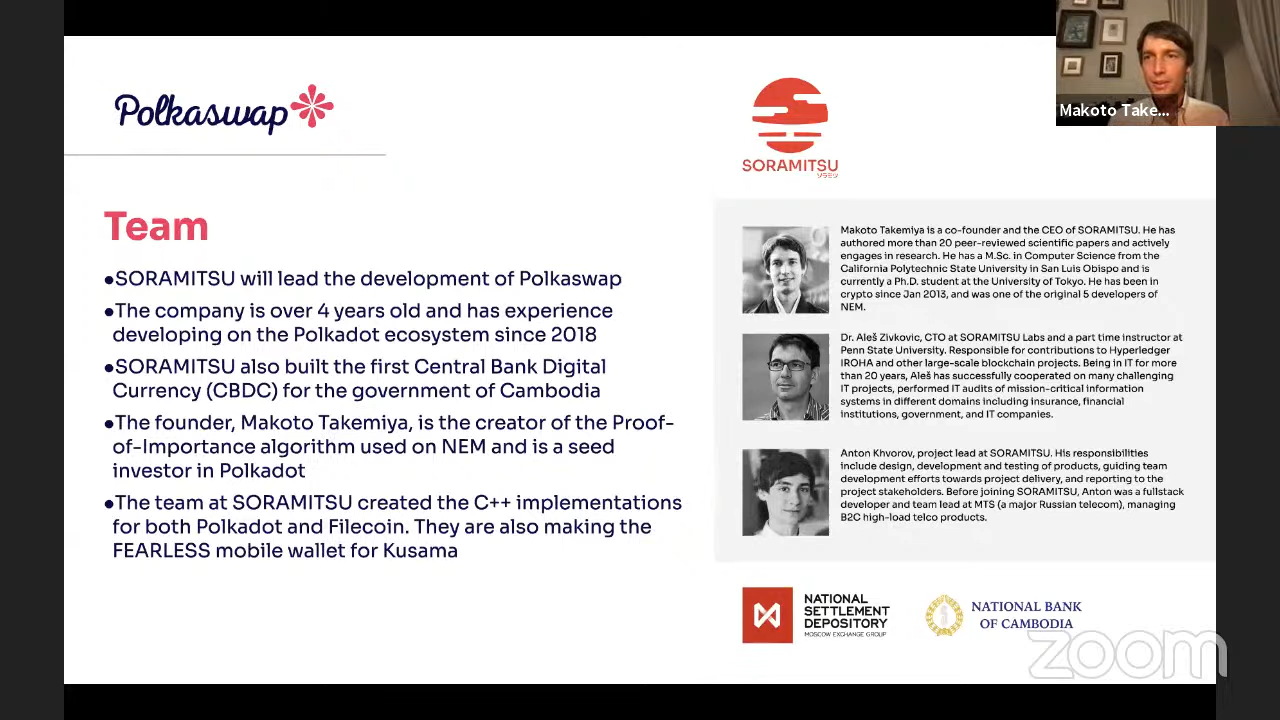 Polkaswap
Team
•SORAMITSU will lead the development of Polkaswap
•The company is over 4 years old and has experience
developing on the Polkadot ecosystem since 2018
•SORAMITSU also built the first Central Bank Digital
Currency (CBDC) for the government of Cambodia
•The founder, Makoto Takemiya, is the creator of the Proof-
of-Importance algorithm used on NEM and is a seed
investor in Polkadot
•The team at SORAMITSU created the C++ implementations
for both Polkadot and Filecoin. They are also making the
FEARLESS mobile wallet for Kusama
SORAMITSU
Makoto Take...
Makoto Takemiya is a co-founder and the CEO of SORAMITSU. He has
authored more than 20 peer-reviewed scientific papers and actively
engages in research. He has a M.Sc. in Computer Science from the
California Polytechnic State University in San Luis Obispo and is
currently a Ph.D. student at the University of Tokyo. He has been in
crypto since Jan 2013, and was one of the original 5 developers of
NEM.
Dr. Aleš Zivkovic, CTO at SORAMITSU Labs and a part time instructor at
Penn State University. Responsible for contributions to Hyperledger
IROHA and other large-scale blockchain projects. Being in IT for more
than 20 years, Aleš has successfully cooperated on many challenging
IT projects, performed IT audits of mission-critical information
systems in different domains including insurance, financial
institutions, government, and IT companies.
Anton Khvorov, project lead at SORAMITSU. His responsibilities
include design, development and testing of products, guiding team
development efforts towards project delivery, and reporting to the
project stakeholders. Before joining SORAMITSU, Anton was a fullstack
developer and team lead at MTS (a major Russian telecom), managing
B2C high-load telco products.
NATIONAL
SETTLEMENT
DEPOSITORY
MOSCOW EXCHANGE GROUP
NATIONAL BANK
OF CAMBODIA
zoom